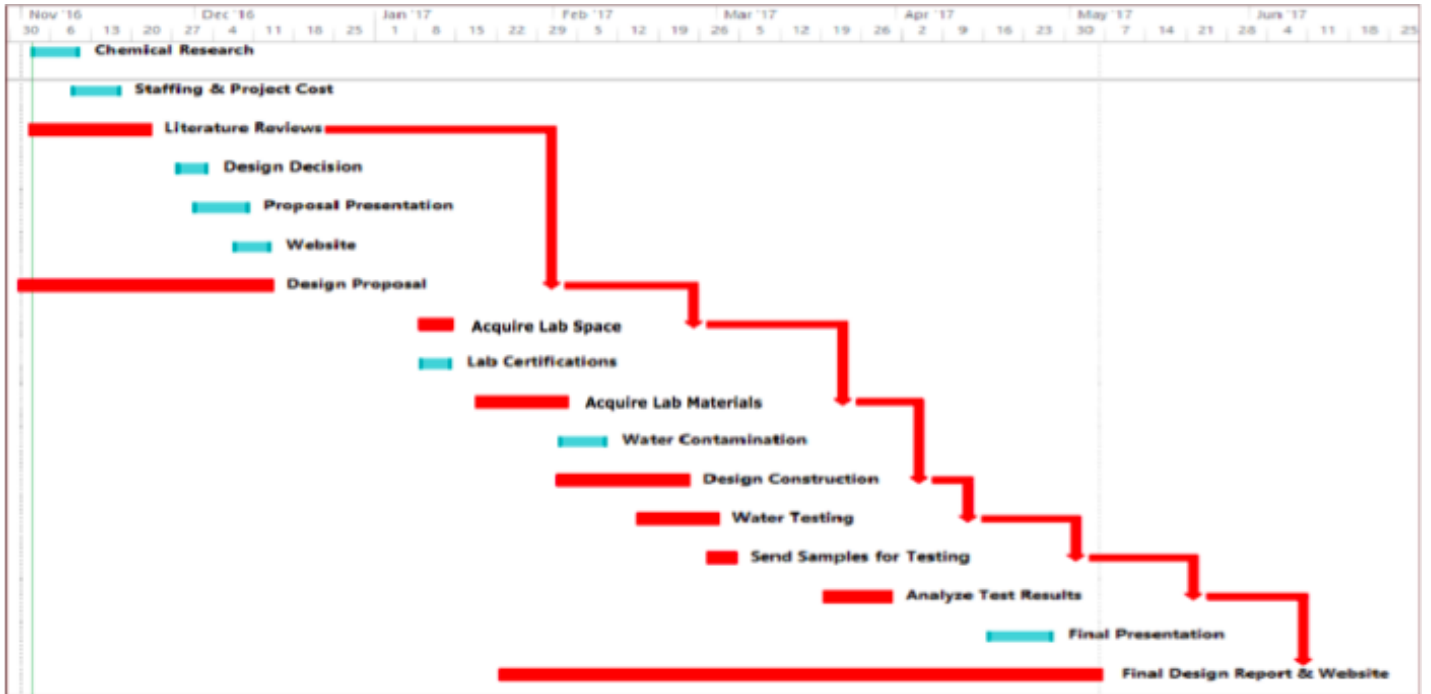 Nov '16 Dec '16 Jan '17 Feb '17 Mar '17 Apr '17 May '17 Jun '17
30 6 13 20 27 4 11 18 25 1 8 15 22 29 5 12 19 26 5 12 19 26 2 9 16 23 30 7 14 21 28 4 11 18 25
Chemical Research
Staffing & Project Cost
Literature Reviews
Design Decision
Proposal Presentation
Website
Design Proposal
Acquire Lab Space
Lab Certifications
Acquire Lab Materials
Water Contamination
Design Construction
Water Testing
Send Samples for Testing
Analyze Test Results
Final Presentation
Final Design Report & Website